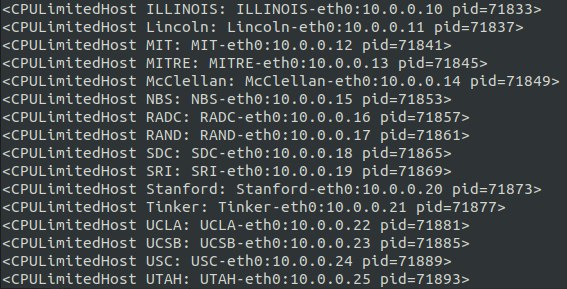 <CPULimitedHost ILLINOIS: ILLINOIS-eth0:10.0.0.10 pid=71833>
<CPULimitedHost Lincoln: Lincoln-eth0:10.0.0.11 pid=71837>
<CPULimitedHost MIT: MIT-eth0:10.0.0.12 pid=71841>
<CPULimitedHost MITRE: MITRE-eth0:10.0.0.13 pid=71845>
<CPULimitedHost McClellan: McClellan-eth0:10.0.0.14 pid=71849>
<CPULimitedHost NBS: NBS-eth0:10.0.0.15 pid=71853>
<CPULimitedHost RADC: RADC-eth0:10.0.0.16 pid=71857>
<CPULimitedHost RAND: RAND-eth0:10.0.0.17 pid=71861>
<CPULimitedHost SDC: SDC-eth0:10.0.0.18 pid=71865>
<CPULimitedHost SRI: SRI-eth0:10.0.0.19 pid=71869>
<CPULimitedHost Stanford: Stanford-eth0:10.0.0.20 pid=71873>
<CPULimitedHost Tinker: Tinker-eth0:10.0.0.21 pid=71877>
<CPULimitedHost UCLA: UCLA-eth0:10.0.0.22 pid=71881>
<CPULimitedHost UCSB: UCSB-eth0:10.0.0.23 pid=71885>
<CPULimitedHost USC: USC-eth0:10.0.0.24 pid=71889>
<CPULimitedHost UTAH: UTAH-eth0:10.0.0.25 pid=71893>